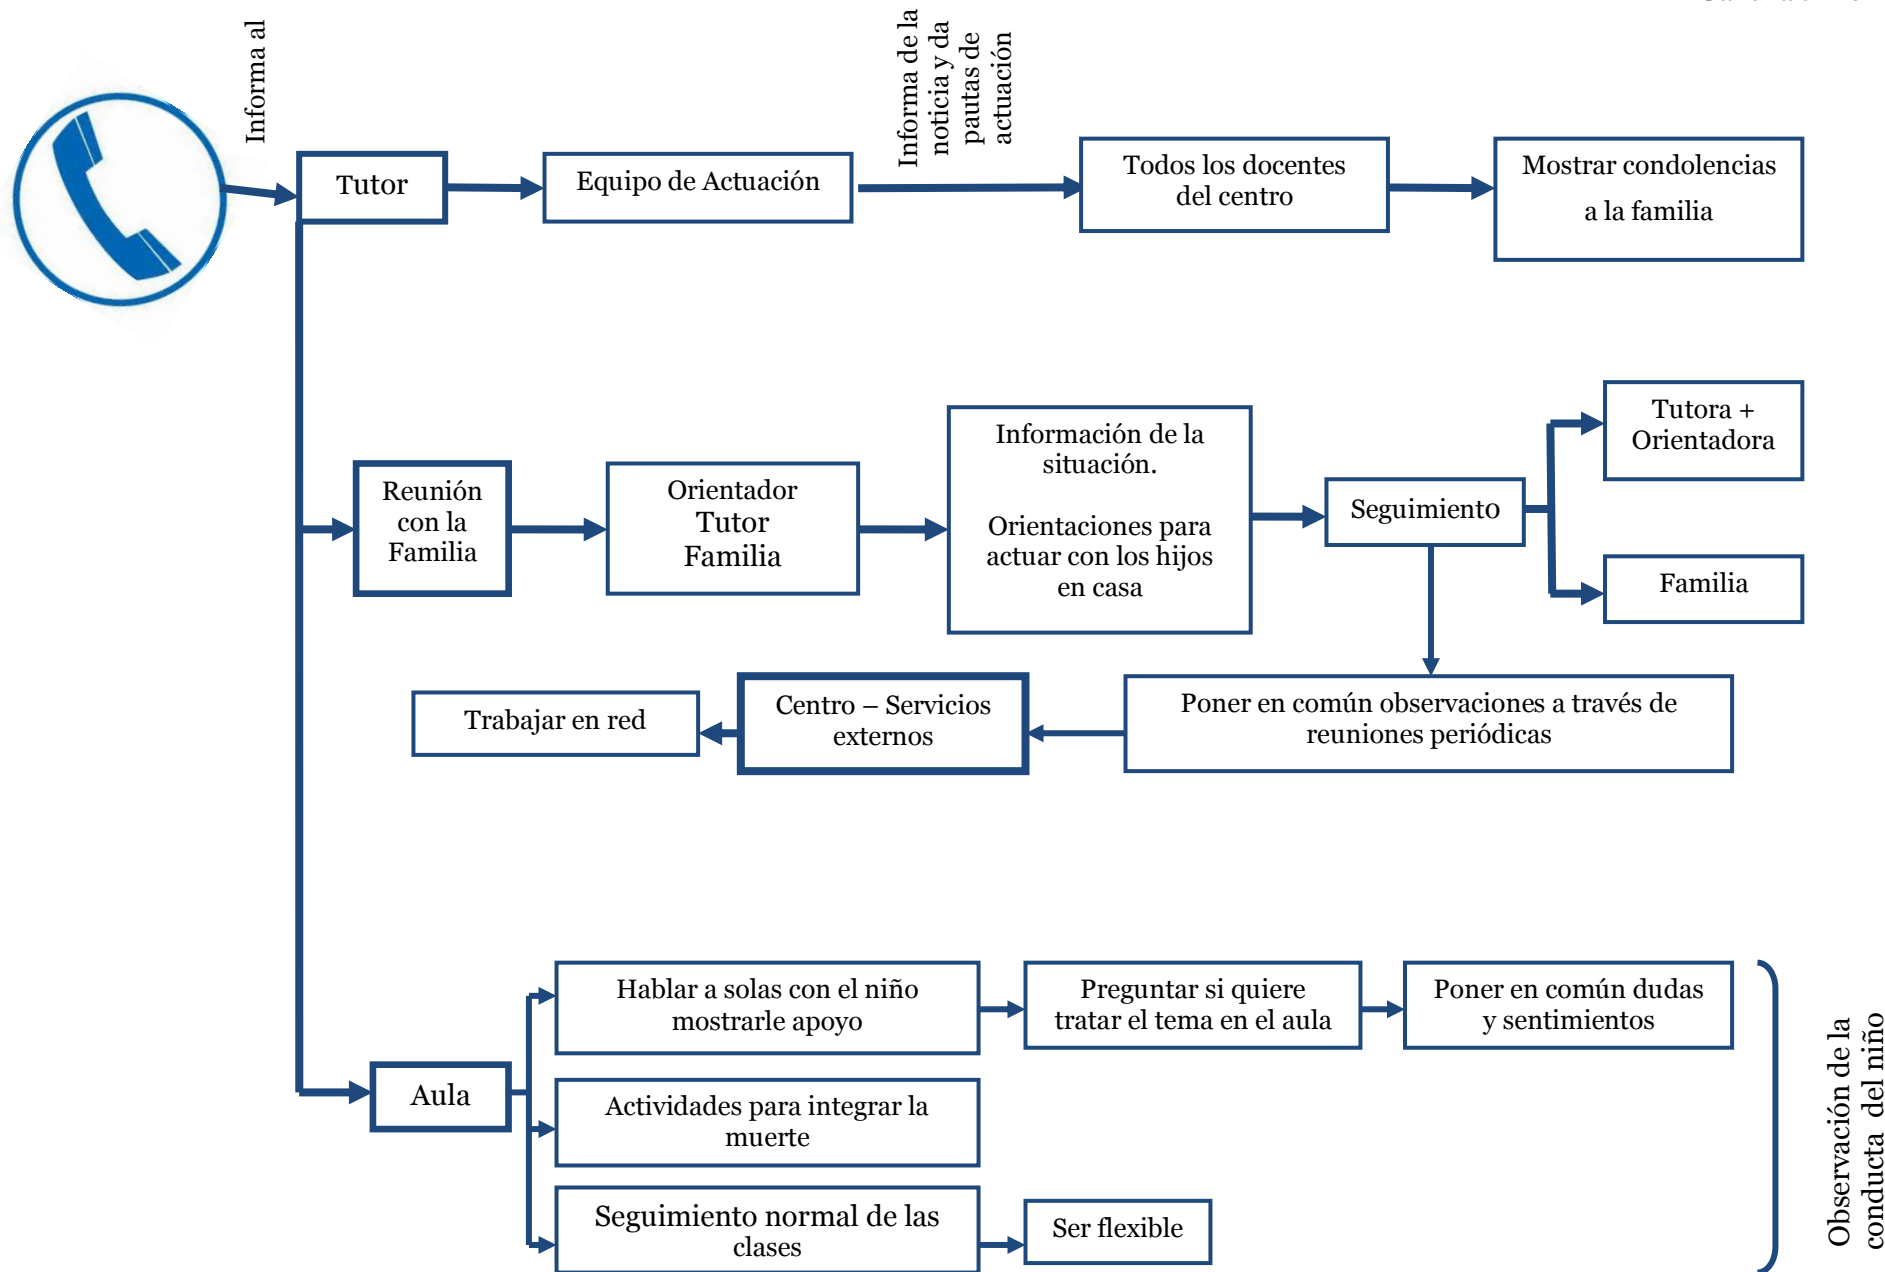 Informa al
Informa de la
noticia y da
pautas de
actuación
Tutor
Equipo de Actuación
Todos los docentes
del centro
Mostrar condolencias
a la familia
Reunión
con la
Familia
Orientador
Tutor
Familia
Información de la
situación.
Orientaciones para
actuar con los hijos
en casa
Seguimiento
Tutora +
Orientadora
Familia
Trabajar en red
Centro – Servicios
externos
Poner en común observaciones a través de
reuniones periódicas
Aula
Hablar a solas con el niño
mostrarle apoyo
Preguntar si quiere
tratar el tema en el aula
Poner en común dudas
y sentimientos
Actividades para integrar la
muerte
Seguimiento normal de las
clases
Ser flexible
Observación de la
conducta del niño